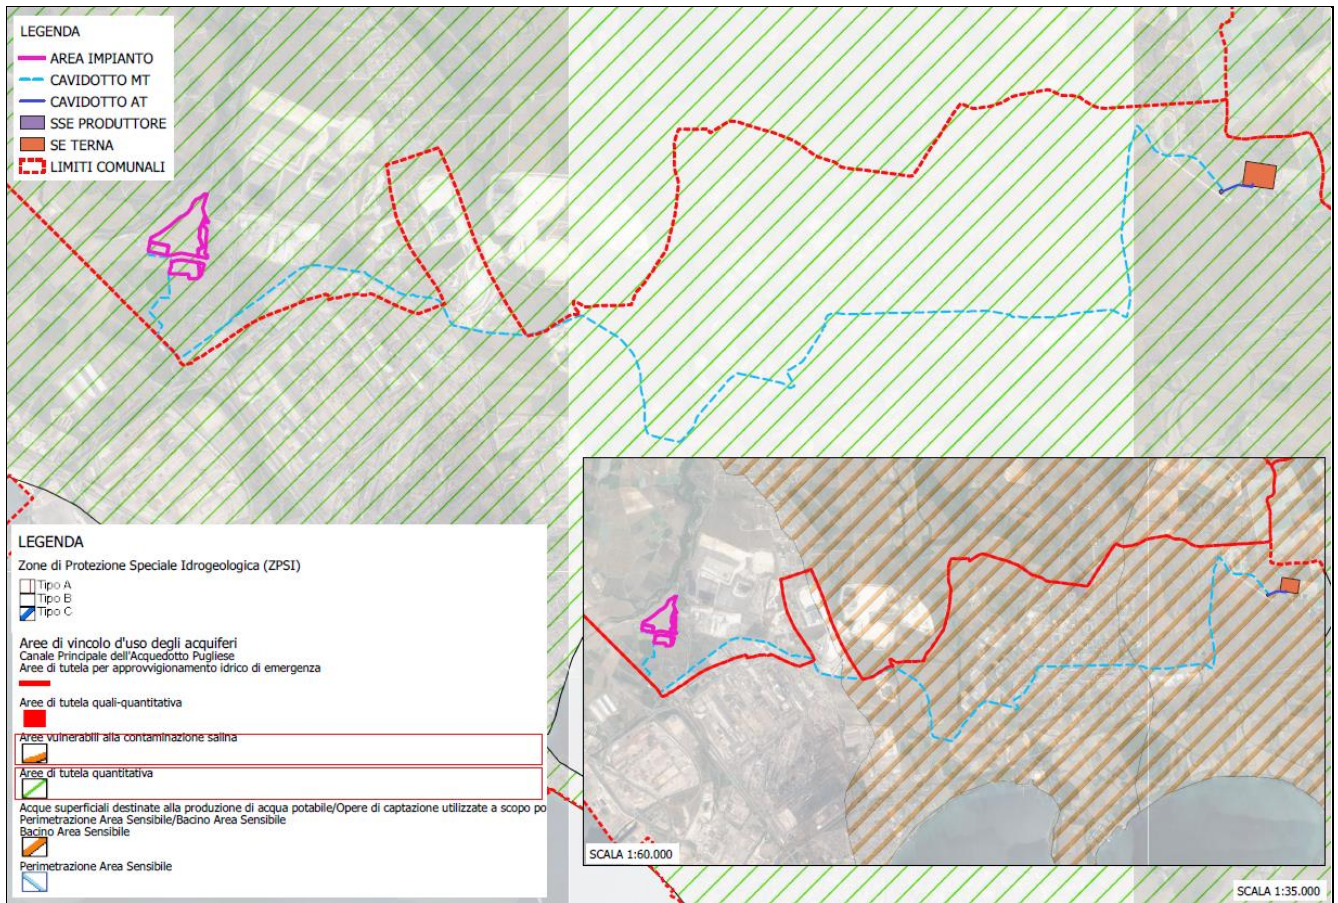 LEGENDA
AREA IMPIANTO
CAVIDOTTO MT
CAVIDOTTO AT
SSE PRODUTTORE
SE TERNA
LIMITI COMUNALI
LEGENDA
Zone di Protezione Speciale Idrogeologica (ZPSI)
Tipo A
Tipo B
Tipo C
Aree di vincolo d'uso degli acquiferi
Canale Principale dell'Acquedotto Pugliese
Aree di tutela per approvvigionamento idrico di emergenza
Aree di tutela quali-quantitativa
Aree vulnerabili alla contaminazione salina
Aree di tutela quantitativa
Acque superficiali destinate alla produzione di acqua potabile/Opere di captazione utilizzate a scopo po
Perimetrazione Area Sensibile/Bacino Area Sensibile
Bacino Area Sensibile
Perimetrazione Area Sensibile
SCALA 1:60.000
SCALA 1:35.000